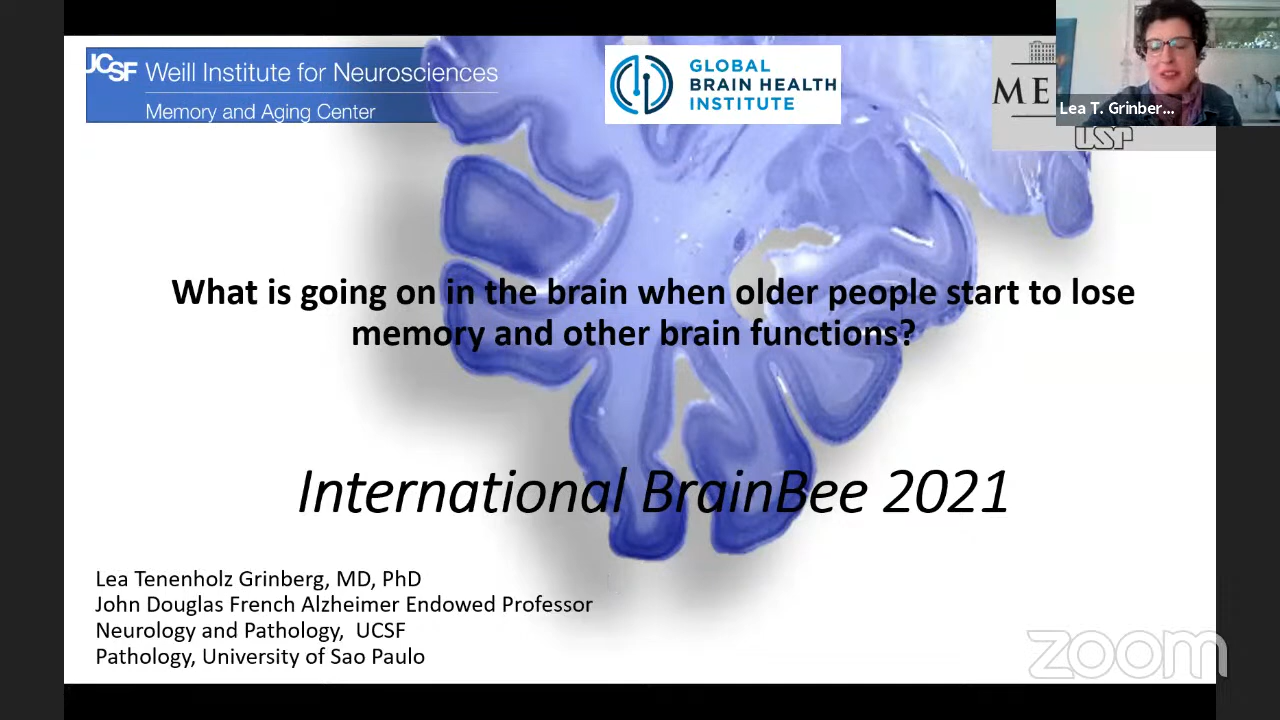 UCSF Weill Institute for Neurosciences
Memory and Aging Center
GLOBAL
BRAIN HEALTH
INSTITUTE
ME
USP
Lea T. Grinber...
What is going on in the brain when older people start to lose
memory and other brain functions?
International BrainBee 2021
Lea Tenenholz Grinberg, MD, PhD
John Douglas French Alzheimer Endowed Professor
Neurology and Pathology, UCSF
Pathology, University of Sao Paulo
zoom